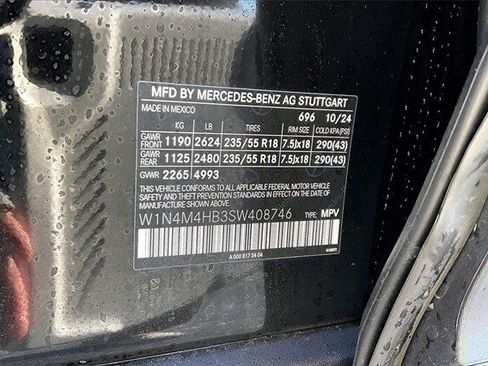 MFD BY MERCEDES-BENZ AG STUTTGART
MADE IN MEXICO 696 10/24
KG LB TIRES RIM SIZE COLD KPA(PSI)
GAWR FRONT 1190 2624 235/55 R18 7.5Jx18 290(43)
GAWR REAR 1125 2480 235/55 R18 7.5Jx18 290(43)
GVWR 2265 4993
THIS VEHICLE CONFORMS TO ALL APPLICABLE FEDERAL MOTOR VEHICLE
SAFETY AND THEFT PREVENTION STANDARDS IN EFFECT ON THE DATE
OF MANUFACTURE SHOWN ABOVE.
W1N4M4HB3SW408746 TYPE: MPV
A 000 817 54 04